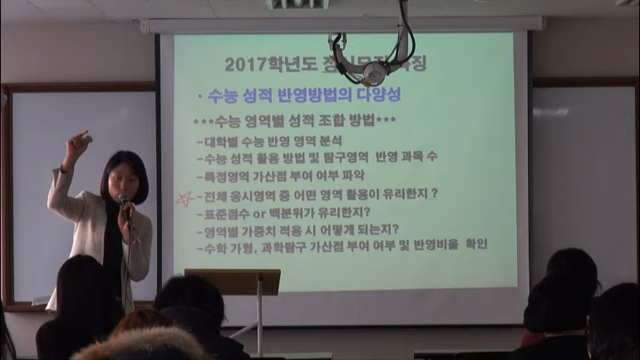 2017학년도 정시모집 특징
· 수능 성적 반영방법의 다양성
***수능 영역별 성적 조합 방법***
-대학별 수능 반영 영역 분석
-수능 성적 활용 방법 및 탐구영역 반영 과목 수
-특정영역 가산점 부여 여부 파악
-전체 응시영역 중 어떤 영역 활용이 유리한지 ?
-표준점수 or 백분위가 유리한지?
-영역별 가중치 적용 시 어떻게 되는지?
-수학 가형, 과학탐구 가산점 부여 여부 및 반영비율 확인